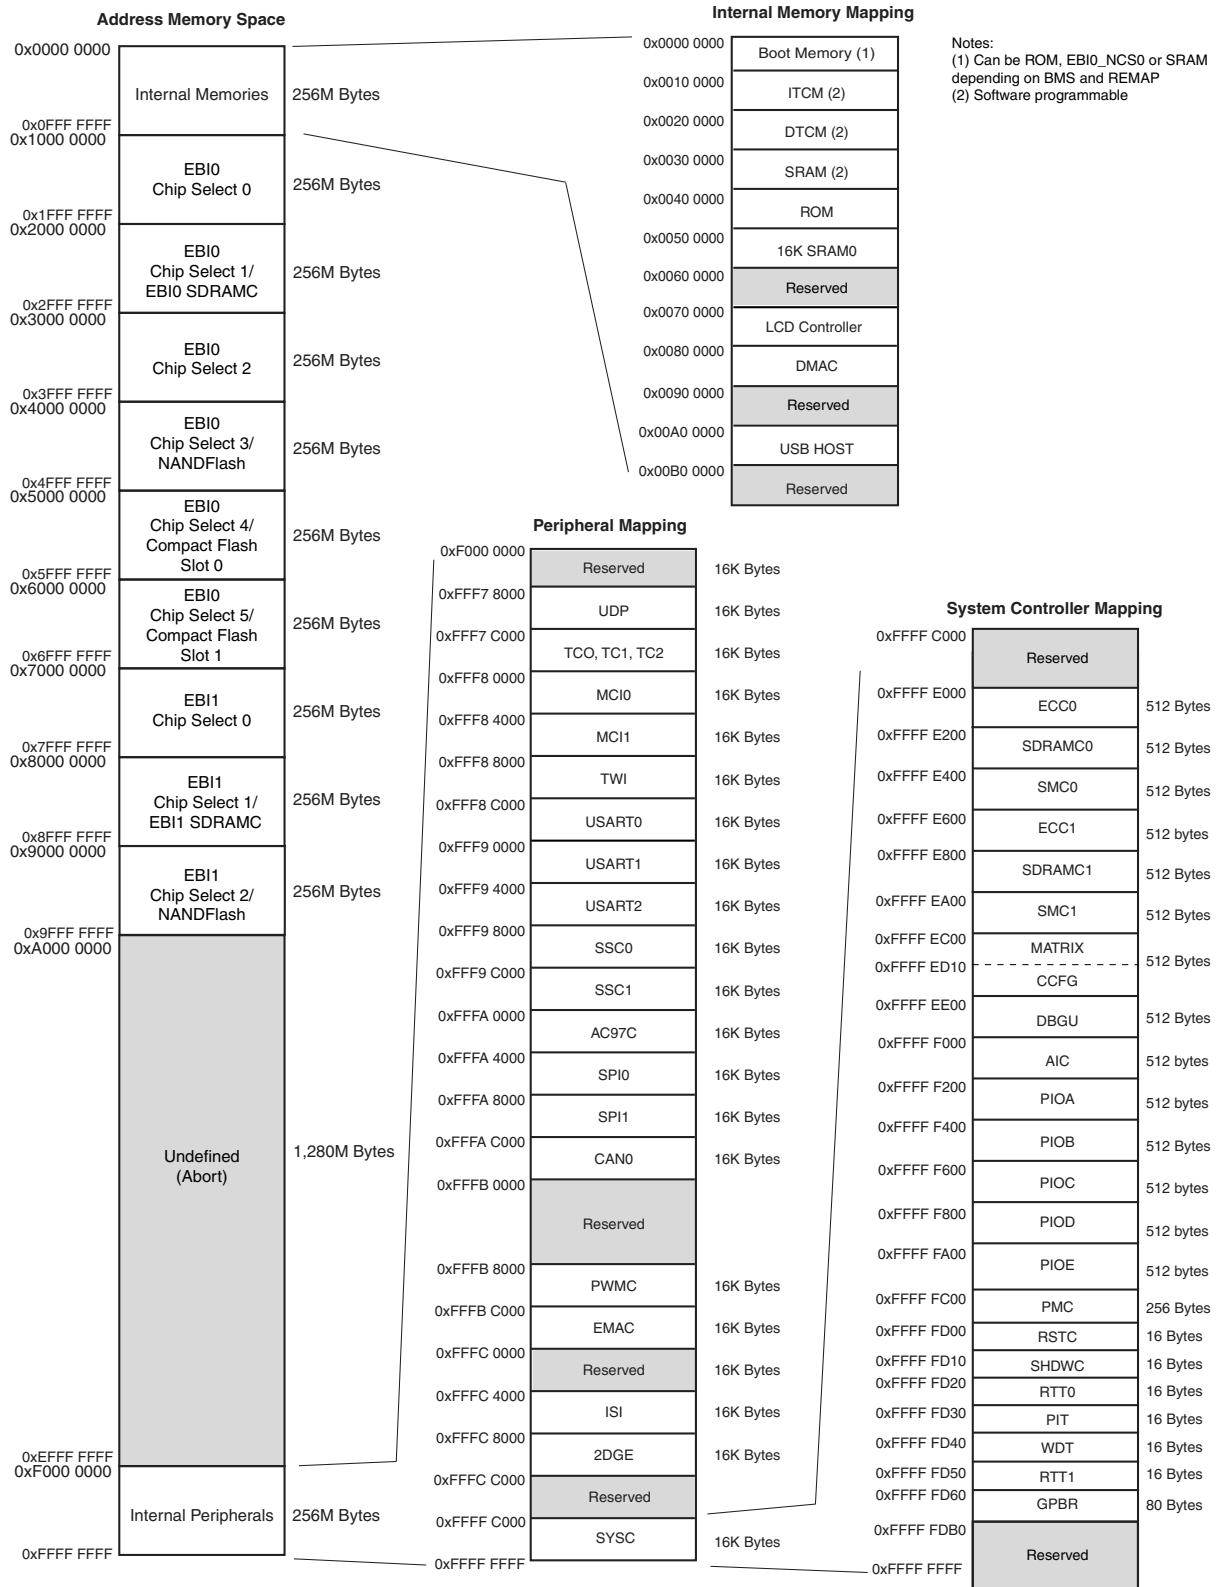 Address Memory Space
0x0000 0000
Internal Memories
256M Bytes
0x0FFF FFFF
0x1000 0000
EBI0
Chip Select 0
256M Bytes
0x1FFF FFFF
0x2000 0000
EBI0
Chip Select 1/
EBI0 SDRAMC
256M Bytes
0x2FFF FFFF
0x3000 0000
EBI0
Chip Select 2
256M Bytes
0x3FFF FFFF
0x4000 0000
EBI0
Chip Select 3/
NANDFlash
256M Bytes
0x4FFF FFFF
0x5000 0000
EBI0
Chip Select 4/
Compact Flash
Slot 0
256M Bytes
0x5FFF FFFF
0x6000 0000
EBI0
Chip Select 5/
Compact Flash
Slot 1
256M Bytes
0x6FFF FFFF
0x7000 0000
EBI1
Chip Select 0
256M Bytes
0x7FFF FFFF
0x8000 0000
EBI1
Chip Select 1/
EBI1 SDRAMC
256M Bytes
0x8FFF FFFF
0x9000 0000
EBI1
Chip Select 2/
NANDFlash
256M Bytes
0x9FFF FFFF
0xA000 0000
Undefined
(Abort)
1,280M Bytes
0xEFFF FFFF
0xF000 0000
Internal Peripherals
256M Bytes
0xFFFF FFFF
Internal Memory Mapping
0x0000 0000
Boot Memory (1)
0x0010 0000
ITCM (2)
0x0020 0000
DTCM (2)
0x0030 0000
SRAM (2)
0x0040 0000
ROM
0x0050 0000
16K SRAM0
0x0060 0000
Reserved
0x0070 0000
LCD Controller
0x0080 0000
DMAC
0x0090 0000
Reserved
0x00A0 0000
USB HOST
0x00B0 0000
Reserved
Notes:
(1) Can be ROM, EBI0_NCS0 or SRAM
depending on BMS and REMAP
(2) Software programmable
Peripheral Mapping
0xF000 0000
Reserved
16K Bytes
0xFFF7 8000
UDP
16K Bytes
0xFFF7 C000
TCO, TC1, TC2
16K Bytes
0xFFF8 0000
MCI0
16K Bytes
0xFFF8 4000
MCI1
16K Bytes
0xFFF8 8000
TWI
16K Bytes
0xFFF8 C000
USART0
16K Bytes
0xFFF9 0000
USART1
16K Bytes
0xFFF9 4000
USART2
16K Bytes
0xFFF9 8000
SSC0
16K Bytes
0xFFF9 C000
SSC1
16K Bytes
0xFFFA 0000
AC97C
16K Bytes
0xFFFA 4000
SPI0
16K Bytes
0xFFFA 8000
SPI1
16K Bytes
0xFFFA C000
CAN0
16K Bytes
0xFFFB 0000
Reserved
0xFFFB 8000
PWMC
16K Bytes
0xFFFB C000
EMAC
16K Bytes
0xFFFC 0000
Reserved
16K Bytes
0xFFFC 4000
ISI
16K Bytes
0xFFFC 8000
2DGE
16K Bytes
0xFFFC C000
Reserved
0xFFFF C000
SYSC
16K Bytes
0xFFFF FFFF
System Controller Mapping
0xFFFF C000
Reserved
0xFFFF E000
ECC0
512 Bytes
0xFFFF E200
SDRAMC0
512 Bytes
0xFFFF E400
SMC0
512 Bytes
0xFFFF E600
ECC1
512 bytes
0xFFFF E800
SDRAMC1
512 Bytes
0xFFFF EA00
SMC1
512 Bytes
0xFFFF EC00
MATRIX
512 Bytes
0xFFFF ED10
CCFG
0xFFFF EE00
DBGU
512 Bytes
0xFFFF F000
AIC
512 bytes
0xFFFF F200
PIOA
512 bytes
0xFFFF F400
PIOB
512 Bytes
0xFFFF F600
PIOC
512 bytes
0xFFFF F800
PIOD
512 bytes
0xFFFF FA00
PIOE
512 bytes
0xFFFF FC00
PMC
256 Bytes
0xFFFF FD00
RSTC
16 Bytes
0xFFFF FD10
SHDWC
16 Bytes
0xFFFF FD20
RTT0
16 Bytes
0xFFFF FD30
PIT
16 Bytes
0xFFFF FD40
WDT
16 Bytes
0xFFFF FD50
RTT1
16 Bytes
0xFFFF FD60
GPBR
80 Bytes
0xFFFF FDB0
Reserved
0xFFFF FFFF